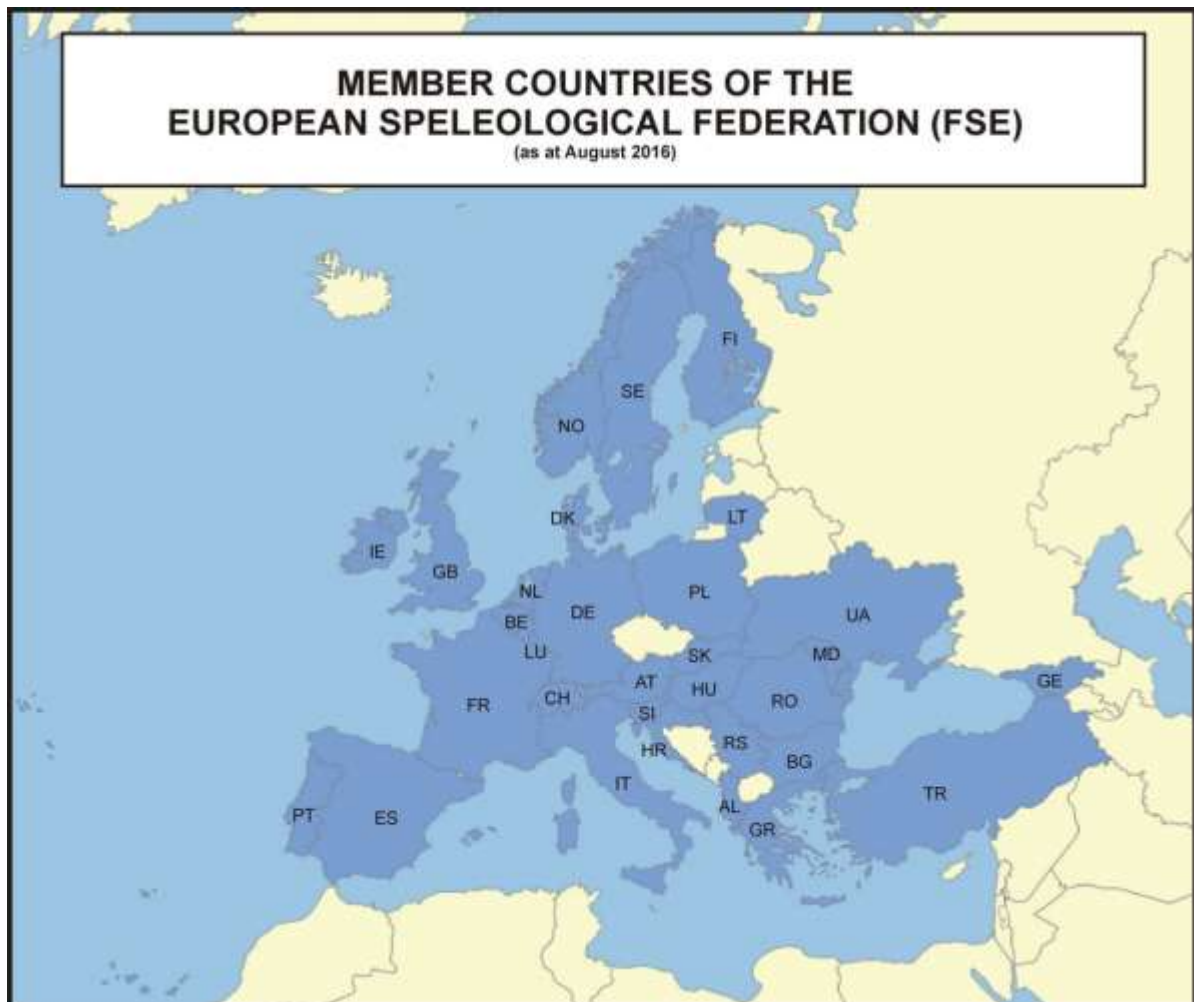 MEMBER COUNTRIES OF THE
EUROPEAN SPELEOLOGICAL FEDERATION (FSE)
(as at August 2016)
FI
SE
NO
DK
LT
IE
GB
NL
DE
PL
BE
UA
LU
SK
MD
AT
HU
GE
CH
RO
FR
SI
HR
RS
BG
IT
TR
AL
PT
ES
GR